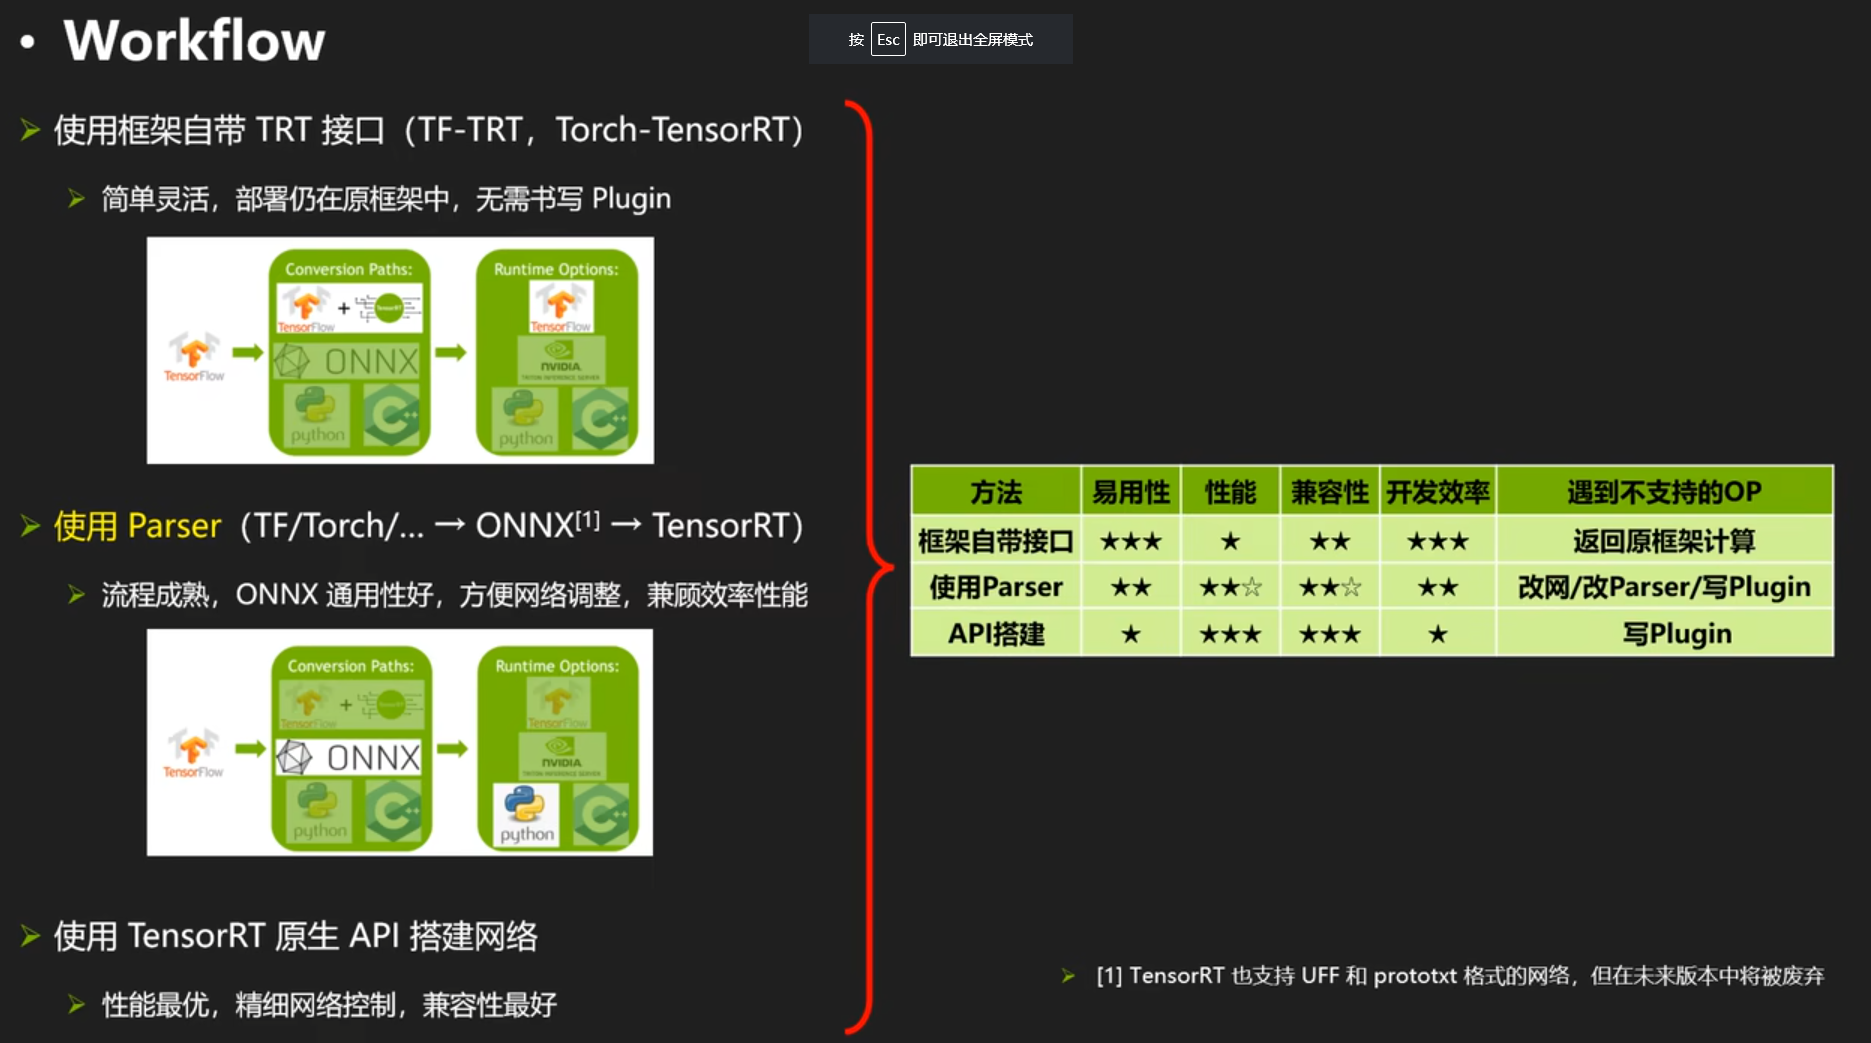 • Workflow
按 Esc 即可退出全屏模式
使用框架自带 TRT 接口（TF-TRT，Torch-TensorRT）
简单灵活，部署仍在原框架中，无需书写 Plugin
Conversion Paths:
Runtime Options:
TensorFlow
TensorFlow + TensorRT
TensorFlow
ONNX
NVIDIA.
TRITON INFERENCE SERVER
python
C++
python
C++
使用 Parser（TF/Torch/... → ONNX[1] → TensorRT）
流程成熟，ONNX 通用性好，方便网络调整，兼顾效率性能
Conversion Paths:
Runtime Options:
TensorFlow
TensorFlow + TensorRT
TensorFlow
ONNX
NVIDIA.
TRITON INFERENCE SERVER
python
C++
python
C++
使用 TensorRT 原生 API 搭建网络
性能最优，精细网络控制，兼容性最好
方法 易用性 性能 兼容性 开发效率 遇到不支持的OP
框架自带接口 ★★★ ★ ★★ ★★★ 返回原框架计算
使用Parser ★★ ★★☆ ★★☆ ★★ 改网/改Parser/写Plugin
API搭建 ★ ★★★ ★★★ ★ 写Plugin
[1] TensorRT 也支持 UFF 和 prototxt 格式的网络，但在未来版本中将被废弃